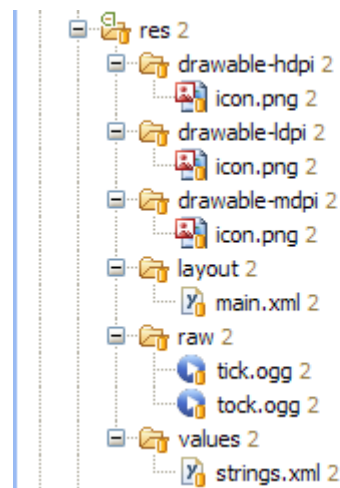 res 2
drawable-hdpi 2
icon.png 2
drawable-ldpi 2
icon.png 2
drawable-mdpi 2
icon.png 2
layout 2
main.xml 2
raw 2
tick.ogg 2
tock.ogg 2
values 2
strings.xml 2